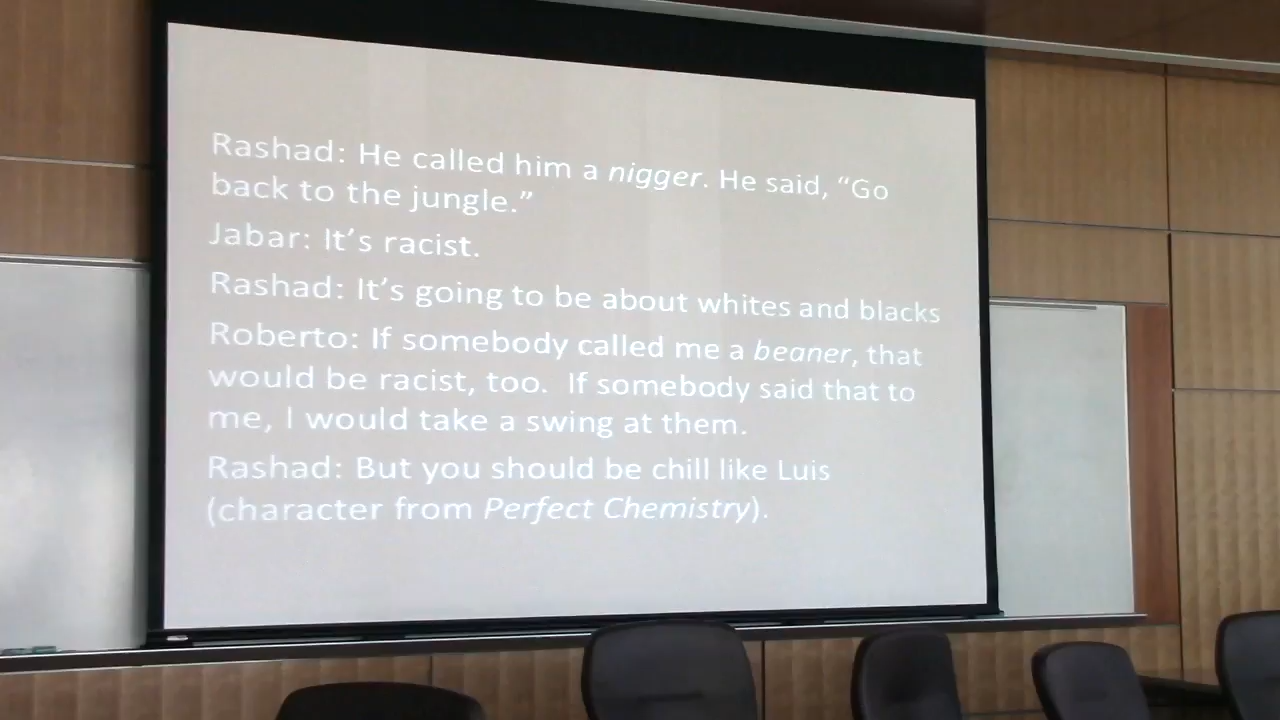 Rashad: He called him a nigger. He said, “Go
back to the jungle.”
Jabar: It’s racist.
Rashad: It’s going to be about whites and blacks
Roberto: If somebody called me a beaner, that
would be racist, too.  If somebody said that to
me, I would take a swing at them.
Rashad: But you should be chill like Luis
(character from Perfect Chemistry).